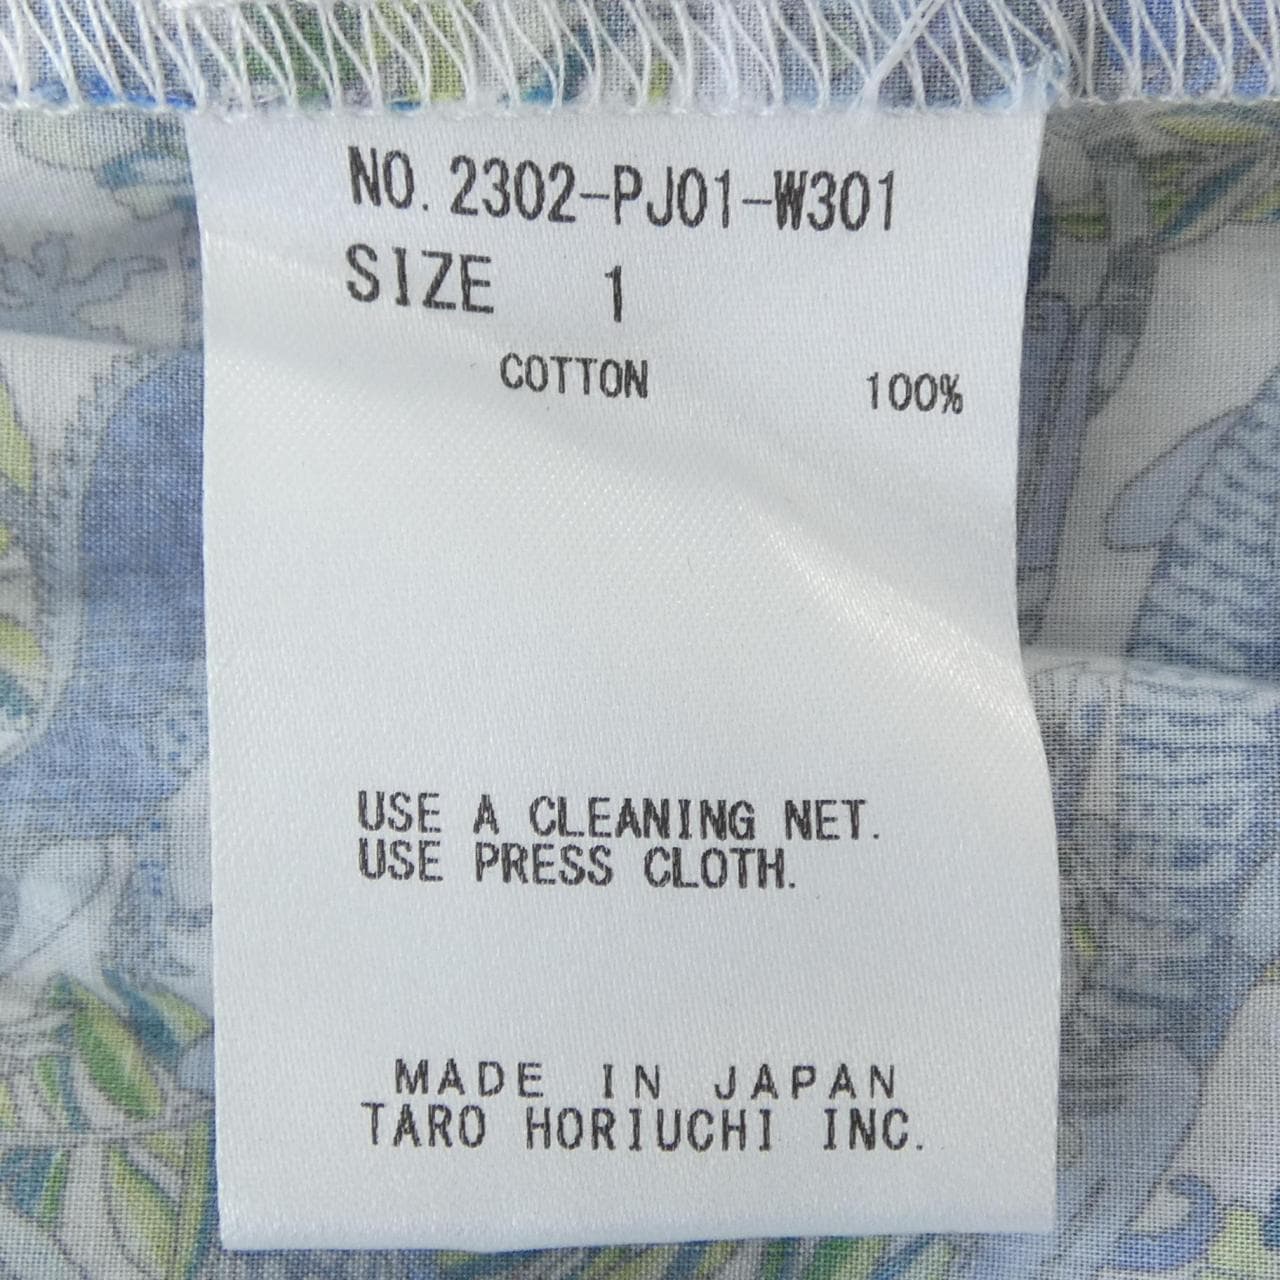 NO. 2302-PJ01-W301
SIZE 1
COTTON 100%
USE A CLEANING NET.
USE PRESS CLOTH.
MADE IN JAPAN
TARO HORIUCHI INC.